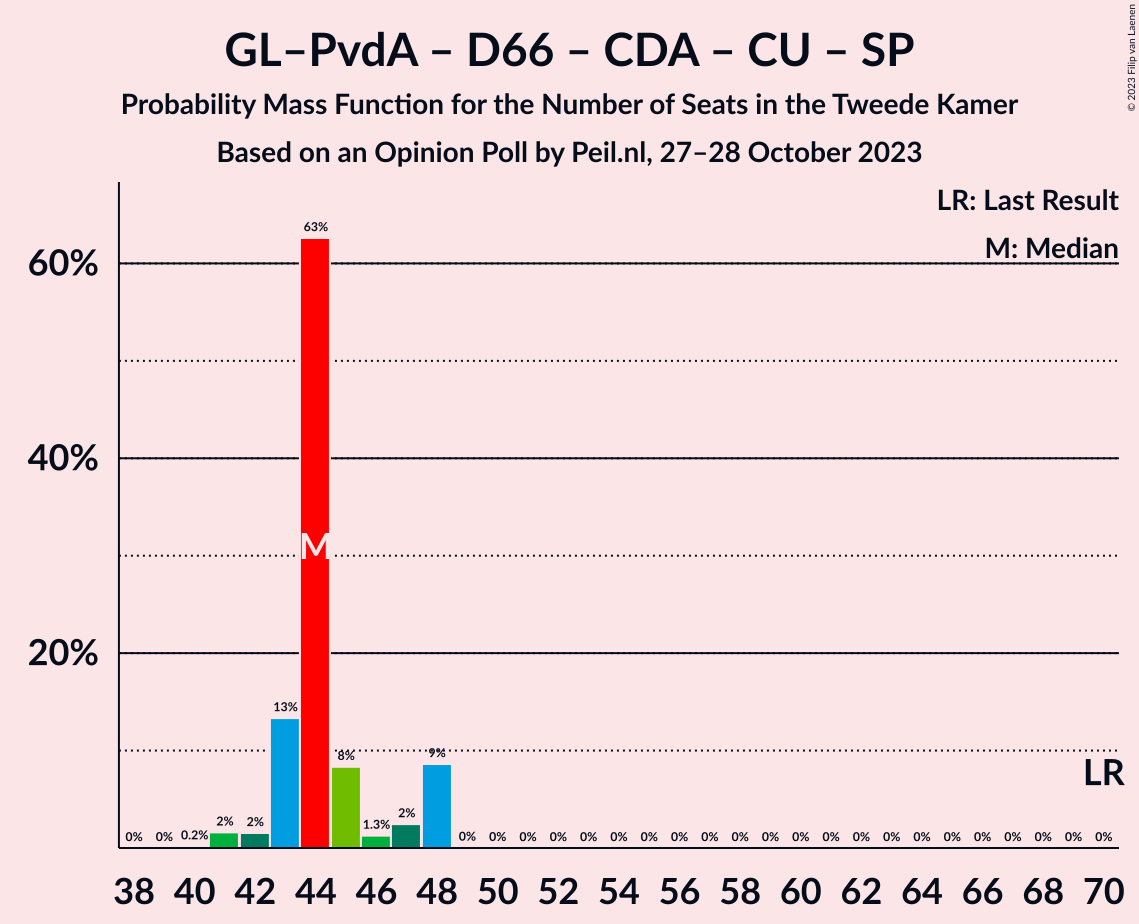 GL–PvdA – D66 – CDA – CU – SP
Probability Mass Function for the Number of Seats in the Tweede Kamer
Based on an Opinion Poll by Peil.nl, 27–28 October 2023
© 2023 Filip van Laenen
LR: Last Result
M: Median
60%
40%
20%
63%
M
13%
8%
9%
LR
0% 0% 0.2% 2% 2% 1.3% 2% 0% 0% 0% 0% 0% 0% 0% 0% 0% 0% 0% 0% 0% 0% 0% 0% 0% 0% 0% 0% 0% 0%
38 40 42 44 46 48 50 52 54 56 58 60 62 64 66 68 70